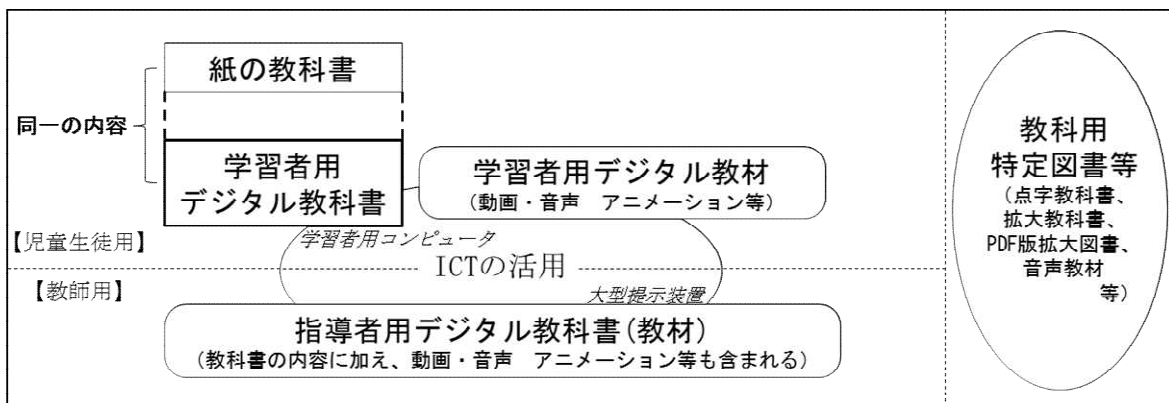 紙の教科書
同一の内容
学習者用
デジタル教科書
学習者用デジタル教材
(動画・音声　アニメーション等)
【児童生徒用】
学習者用コンピュータ
ICTの活用
【教師用】
大型提示装置
指導者用デジタル教科書(教材)
(教科書の内容に加え、動画・音声　アニメーション等も含まれる)
教科用
特定図書等
(点字教科書、
拡大教科書、
PDF版拡大図書、
音声教材
等)